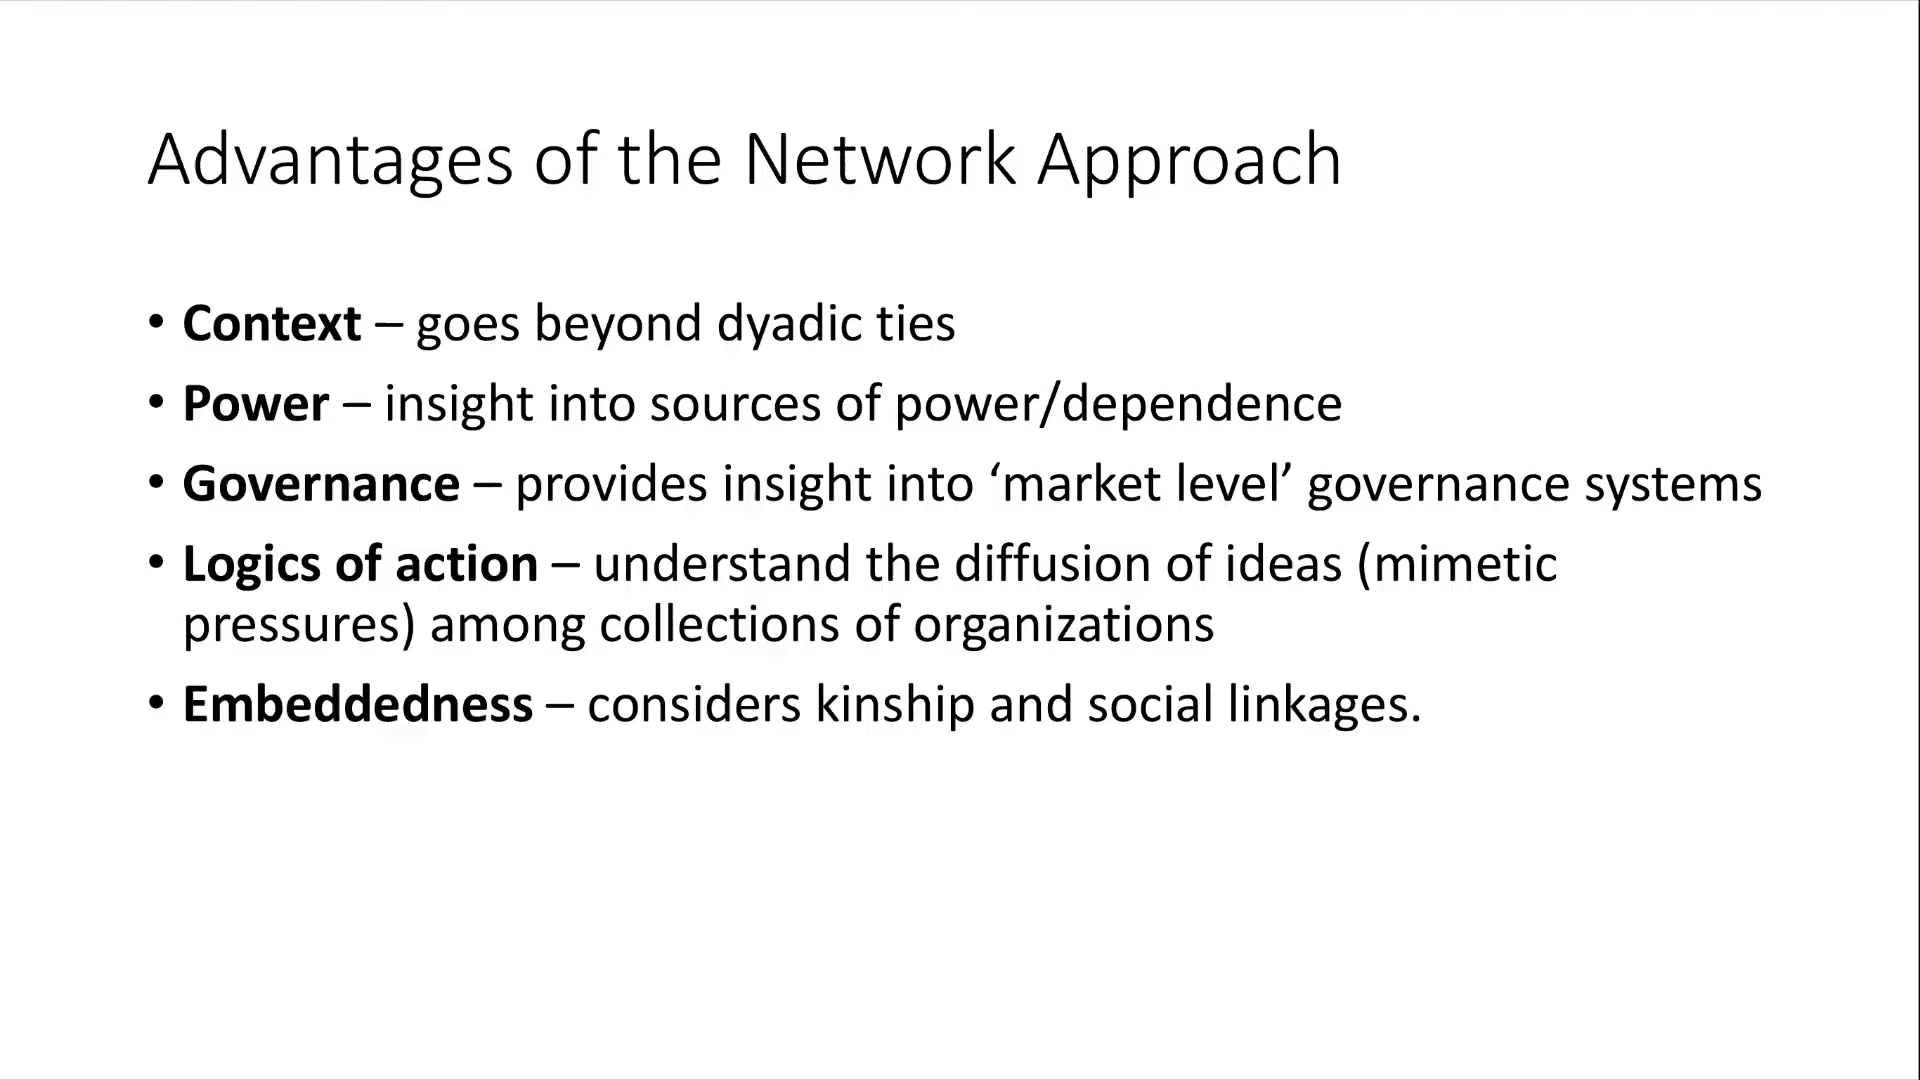 Advantages of the Network Approach
• Context – goes beyond dyadic ties
• Power – insight into sources of power/dependence
• Governance – provides insight into ‘market level’ governance systems
• Logics of action – understand the diffusion of ideas (mimetic
pressures) among collections of organizations
• Embeddedness – considers kinship and social linkages.